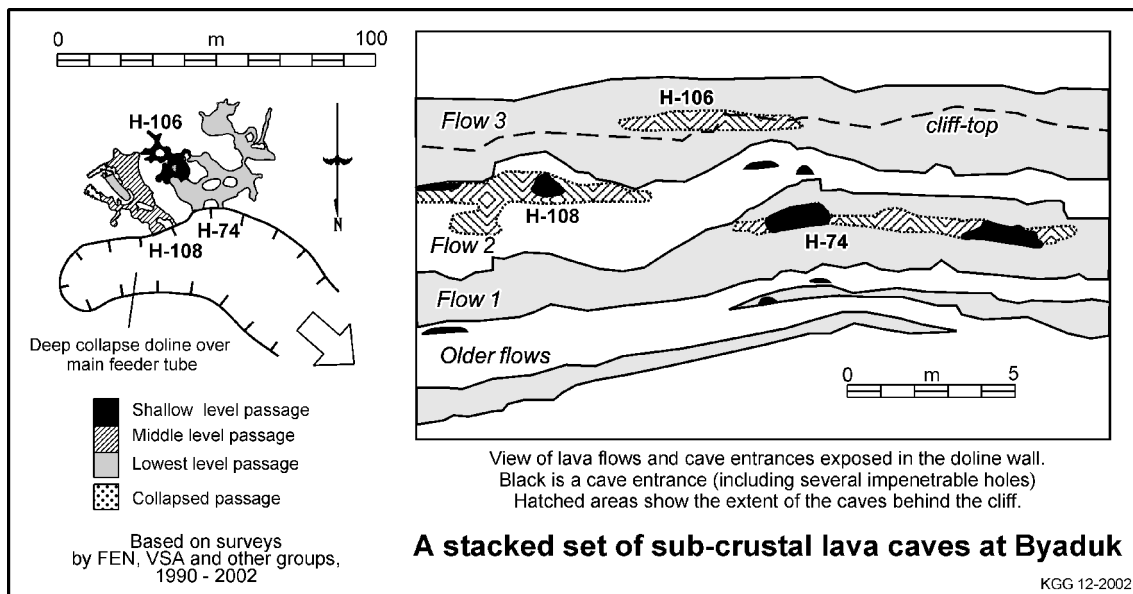 0 m 100
H-106
N
H-74
H-108
Deep collapse doline over
main feeder tube
Shallow level passage
Middle level passage
Lowest level passage
Collapsed passage
Based on surveys
by FEN, VSA and other groups,
1990 - 2002
H-106
Flow 3
cliff-top
H-108
H-74
Flow 2
Flow 1
Older flows
0 m 5
View of lava flows and cave entrances exposed in the doline wall.
Black is a cave entrance (including several impenetrable holes)
Hatched areas show the extent of the caves behind the cliff.
A stacked set of sub-crustal lava caves at Byaduk
KGG 12-2002